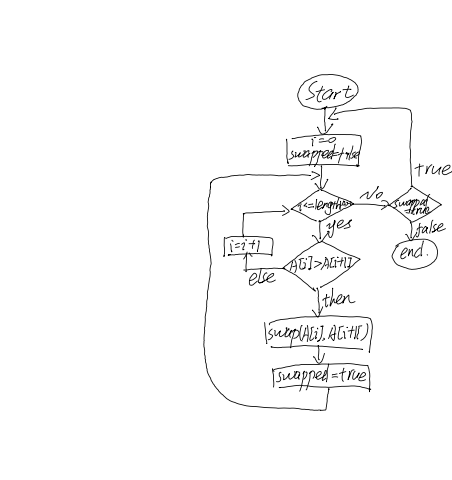 Start
i=0
swapped=false
No
true
swapped
=true
yes
false
end.
i=i+1
A[i]>A[i+1]
else
then
swap(A[i], A[i+1])
swapped=true